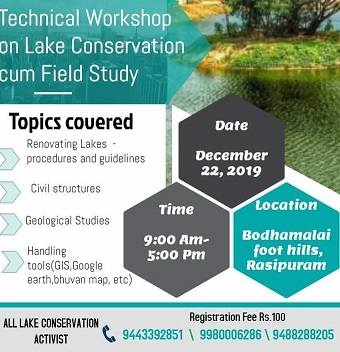 Technical Workshop
on Lake Conservation
cum Field Study
Topics covered
Renovating Lakes -
procedures and guidelines
Civil structures
Geological Studies
Handling
tools(GIS,Google
earth,bhuvan map, etc)
Date
December
22, 2019
Time
9:00 Am-
5:00 Pm
Location
Bodhamalai
foot hills,
Rasipuram
ALL LAKE CONSERVATION
ACTIVIST
Registration Fee Rs.100
9443392851 \ 9980006286 \ 9488288205